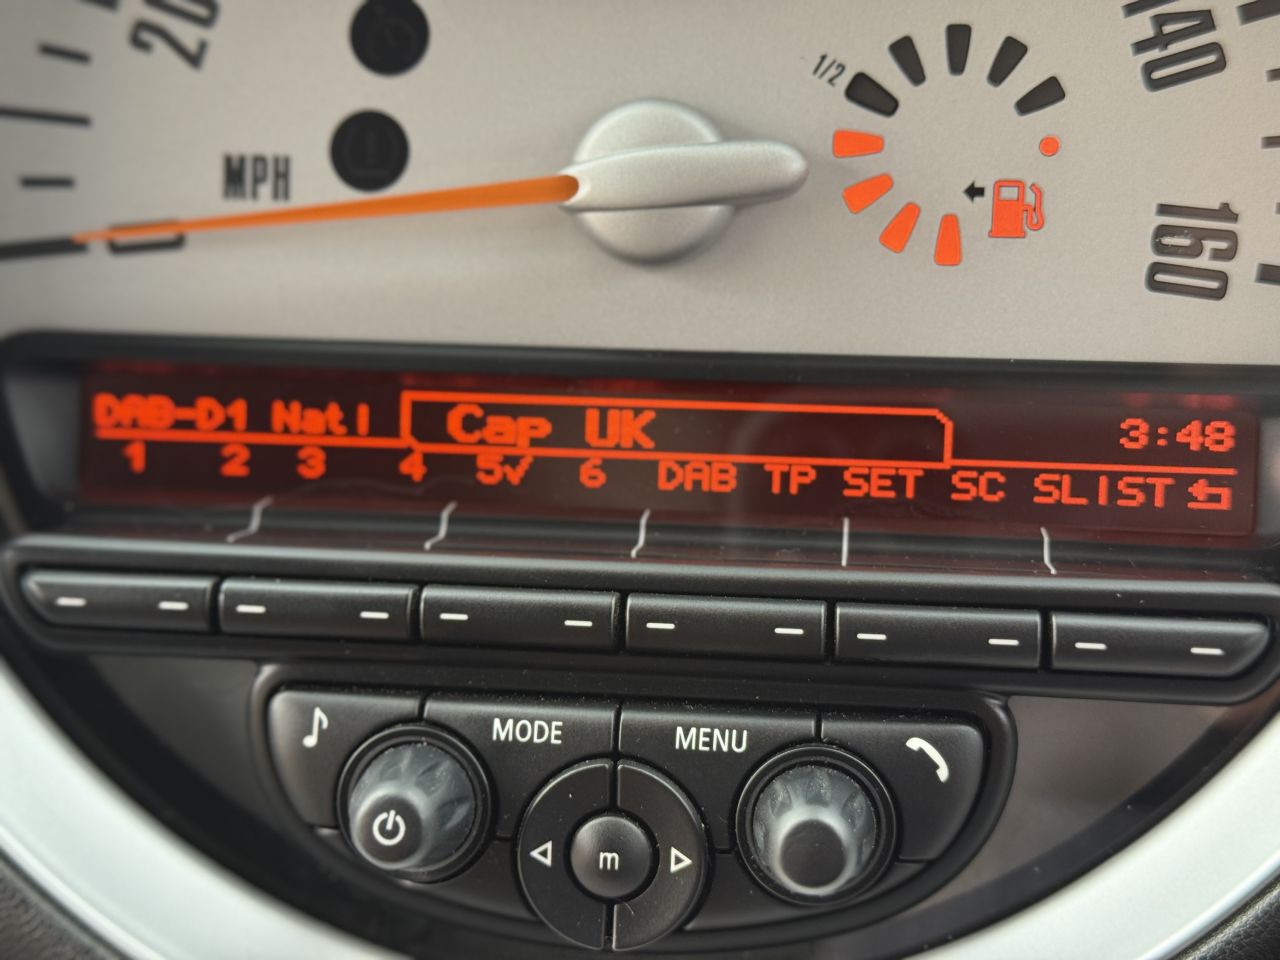 20
MPH
1/2
140
160
0
DAB-D1 Natl Cap UK 3:48
1 2 3 4 5✓ 6 DAB TP SET SC SLIST
MODE MENU
m